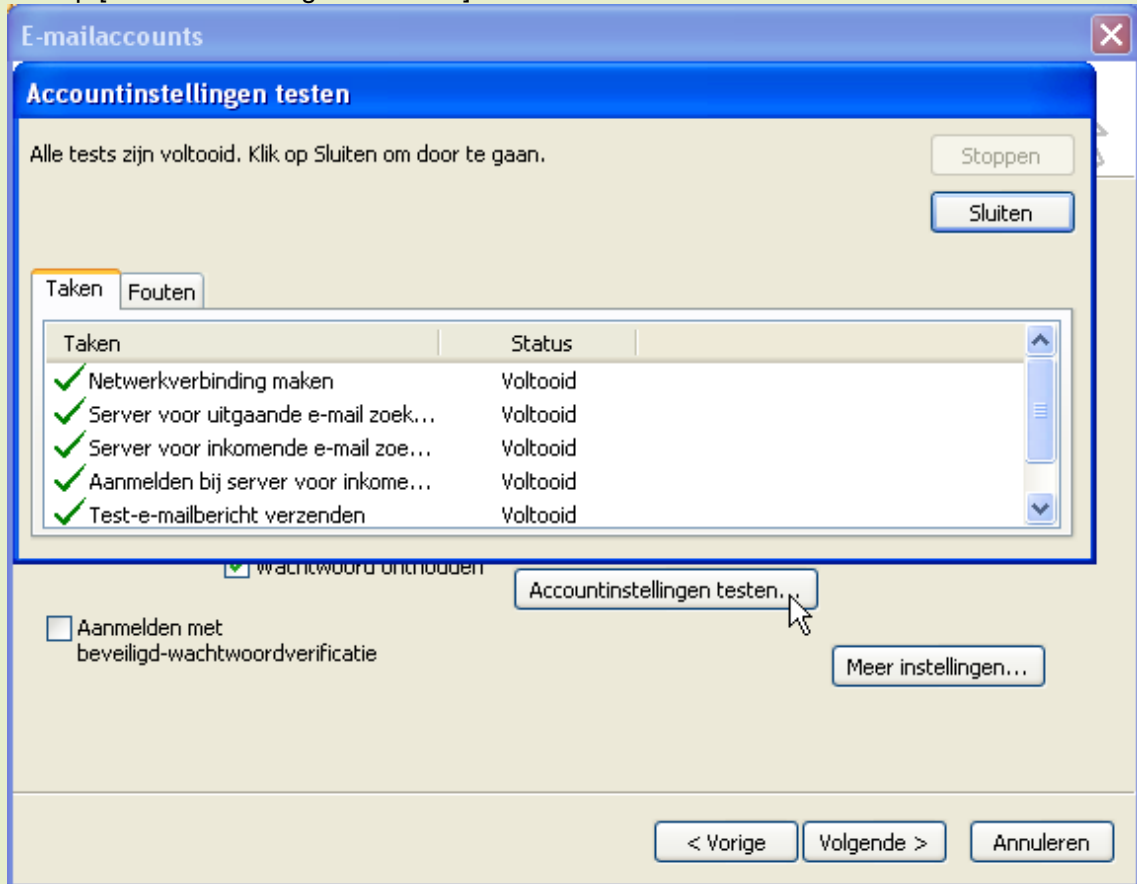 E-mailaccounts
Accountinstellingen testen
Alle tests zijn voltooid. Klik op Sluiten om door te gaan.
Stoppen
Sluiten
Taken Fouten
Taken Status
Netwerkverbinding maken Voltooid
Server voor uitgaande e-mail zoek... Voltooid
Server voor inkomende e-mail zoe... Voltooid
Aanmelden bij server voor inkome... Voltooid
Test-e-mailbericht verzenden Voltooid
Wachtwoord onthouden
Accountinstellingen testen...
Aanmelden met
beveiligd-wachtwoordverificatie
Meer instellingen...
< Vorige Volgende > Annuleren